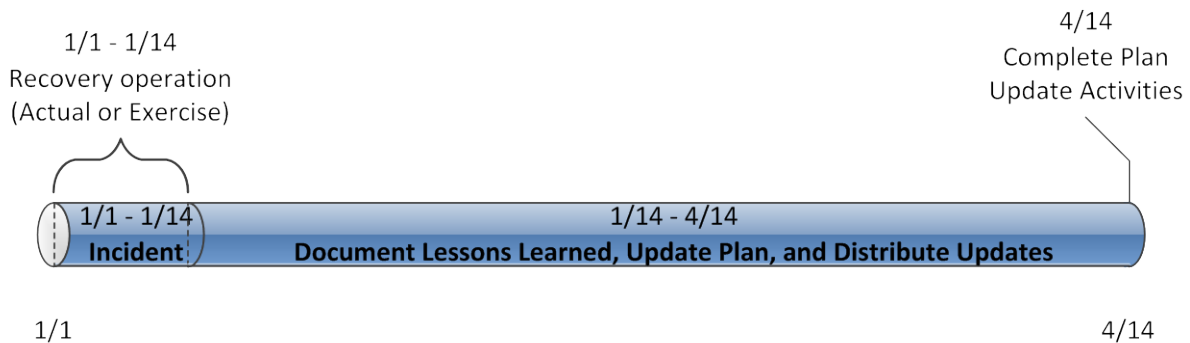 1/1 - 1/14
Recovery operation
(Actual or Exercise)
4/14
Complete Plan
Update Activities
1/1 - 1/14
Incident
1/14 - 4/14
Document Lessons Learned, Update Plan, and Distribute Updates
1/1
4/14